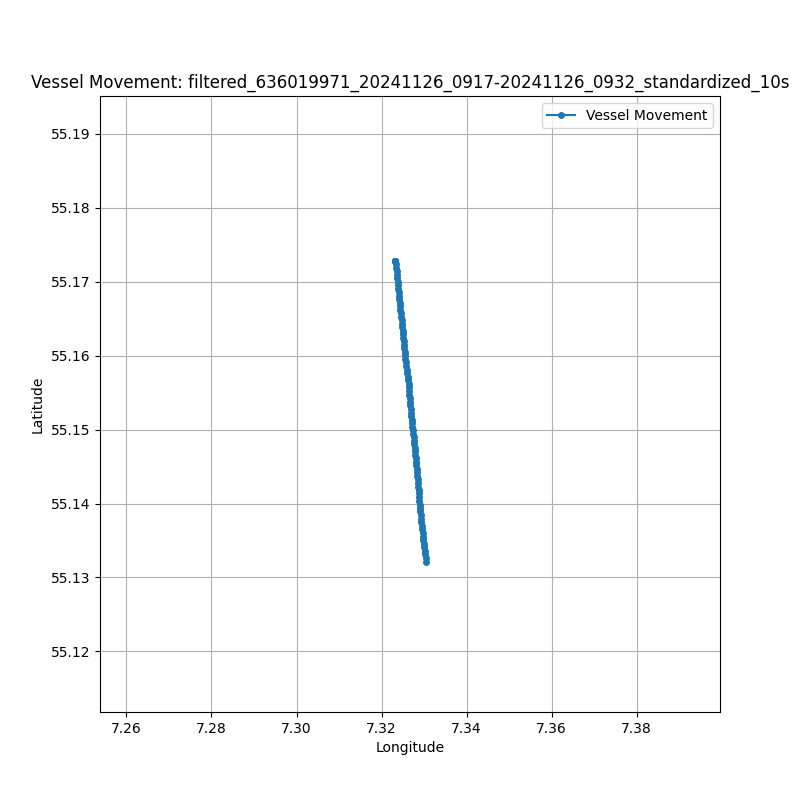 Vessel Movement: filtered_636019971_20241126_0917-20241126_0932_standardized_10s
Vessel Movement
55.19
55.18
55.17
55.16
55.15
55.14
55.13
55.12
Latitude
7.26 7.28 7.30 7.32 7.34 7.36 7.38
Longitude